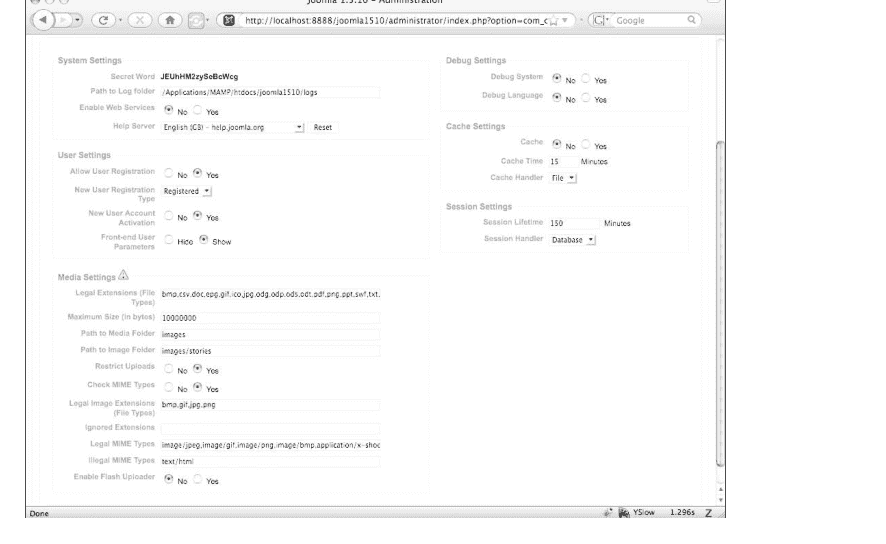 Joomla 1.5.10 - Administration
http://localhost:8888/joomla1510/administrator/index.php?option=com_c
Google
System Settings
Secret Word JEUhHM2zySeBcWcg
Path to Log folder /Applications/MAMP/htdocs/joomla1510/logs
Enable Web Services No Yes
Help Server English (GB) - help.joomla.org Reset
User Settings
Allow User Registration No Yes
New User Registration Type Registered
New User Account Activation No Yes
Front-end User Parameters Hide Show
Media Settings
Legal Extensions (File Types) bmp,csv,doc,epg,gif,ico,jpg,odg,odp,ods,odt,pdf,png,ppt,swf,txt,
Maximum Size (in bytes) 10000000
Path to Media Folder images
Path to Image Folder images/stories
Restrict Uploads No Yes
Check MIME Types No Yes
Legal Image Extensions (File Types) bmp,gif,jpg,png
Ignored Extensions
Legal MIME Types image/jpeg,image/gif,image/png,image/bmp,application/x-shoc
Illegal MIME Types text/html
Enable Flash Uploader No Yes
Debug Settings
Debug System No Yes
Debug Language No Yes
Cache Settings
Cache No Yes
Cache Time 15 Minutes
Cache Handler File
Session Settings
Session Lifetime 150 Minutes
Session Handler Database
Done
YSlow 1.296s